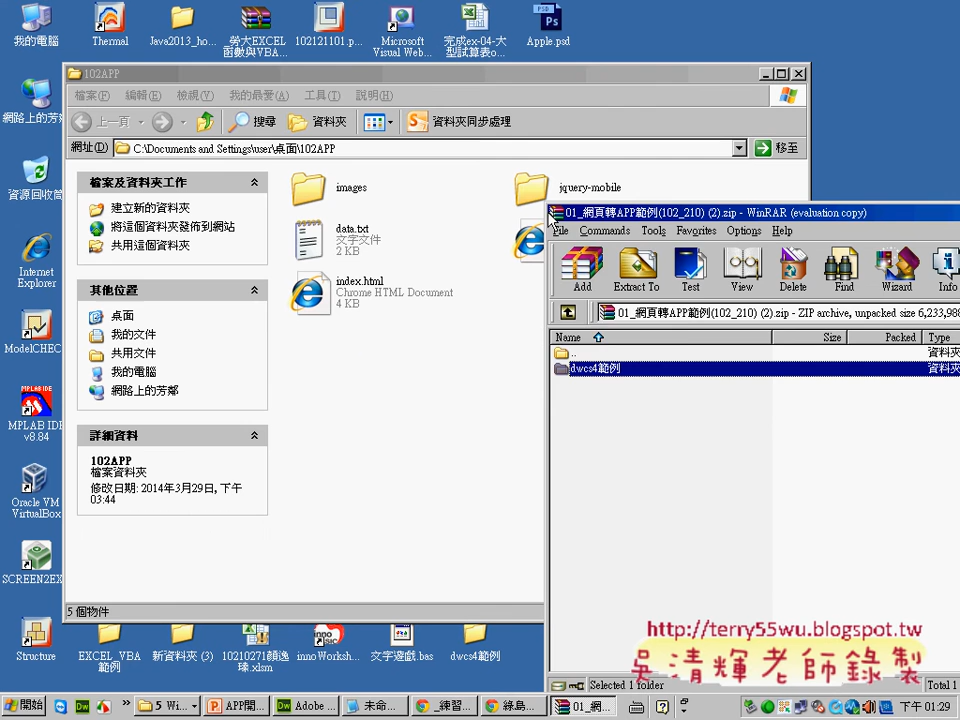 我的電腦
Thermal
Java2013_ho...
勞大EXCEL
函數與VBA...
102121101.p...
Microsoft
Visual Web...
完成ex-04-大
型試算表o...
Apple.psd
網路上的芳
資源回收筒
Internet
Explorer
ModelCHEC
MPLAB IDE
v8.84
Oracle VM
VirtualBox
SCREEN2EX
Structure
EXCEL_VBA
範例
新資料夾 (3)
inno Worksh...
文字遊戲.bas
dwcs4範例
102APP
檔案(F)
編輯(E)
檢視(V)
我的最愛(A)
工具(T)
說明(H)
上一頁
搜尋
資料夾
資料夾同步處理
網址(D)
C:\Documents and Settings\user\桌面\102APP
移至
檔案及資料夾工作
建立新的資料夾
將這個資料夾發佈到網站
共用這個資料夾
其他位置
桌面
我的文件
共用文件
我的電腦
網路上的芳鄰
詳細資料
102APP
檔案資料夾
修改日期: 2014年3月29日, 下午
03:44
images
jquery-mobile
data.txt
文字文件
2 KB
index.html
Chrome HTML Document
4 KB
5 個物件
01_網頁轉APP範例(102_210) (2).zip - WinRAR (evaluation copy)
File
Commands
Tools
Favorites
Options
Help
Add
Extract To
Test
View
Delete
Find
Wizard
Info
01_網頁轉APP範例(102_210) (2).zip - ZIP archive, unpacked size 6,233,98
Name
Size
Packed
Type
..
資料夾
dwcs4範例
資料夾
Selected 1 folder
Total 1
http://terry55wu.blogspot.tw
吳清輝老師錄製
開始
5 Wi...
APP開...
Adobe ...
未命...
_練習...
綠島...
01_網...
下午 01:29